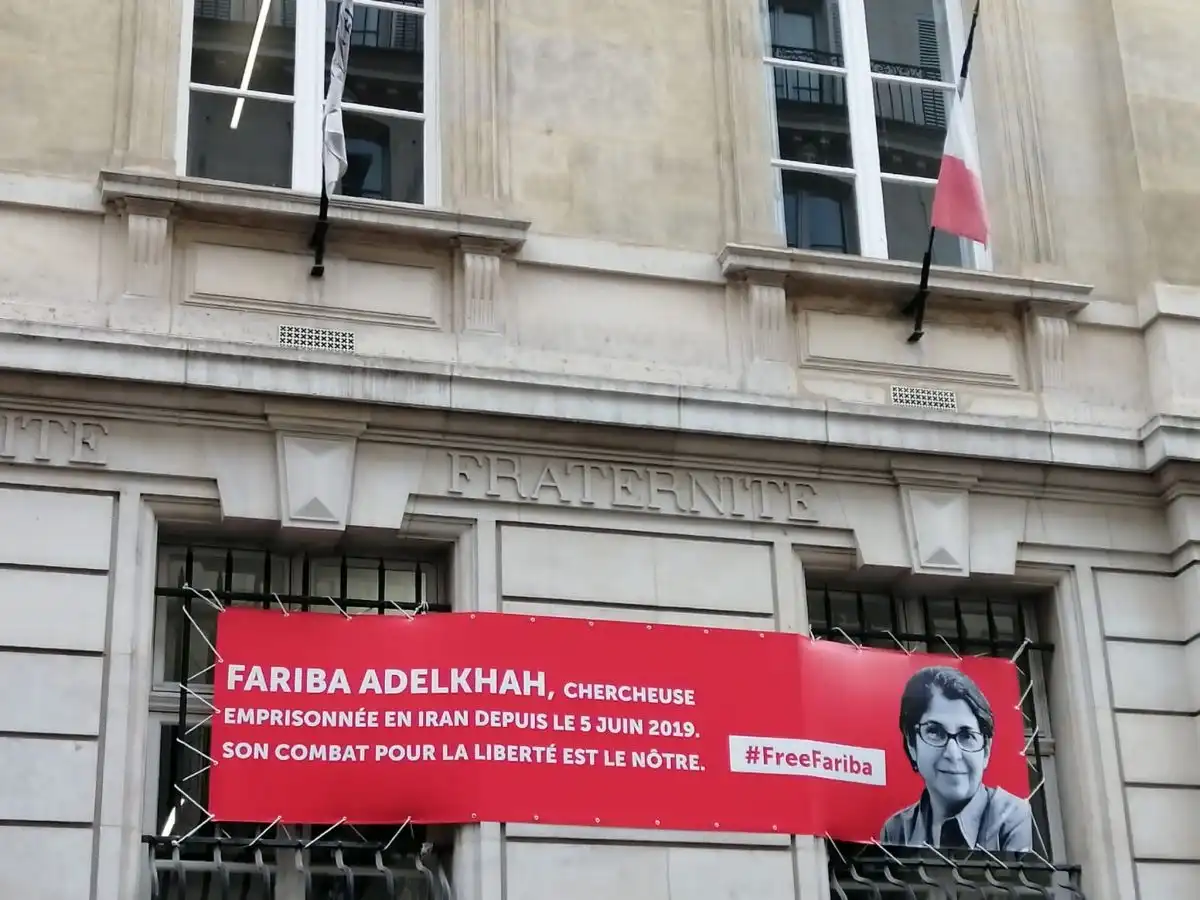 ITE
FRATERNITE
FARIBA ADELKHAH, CHERCHEUSE
EMPRISONNÉE EN IRAN DEPUIS LE 5 JUIN 2019.
SON COMBAT POUR LA LIBERTÉ EST LE NÔTRE.
#FreeFariba